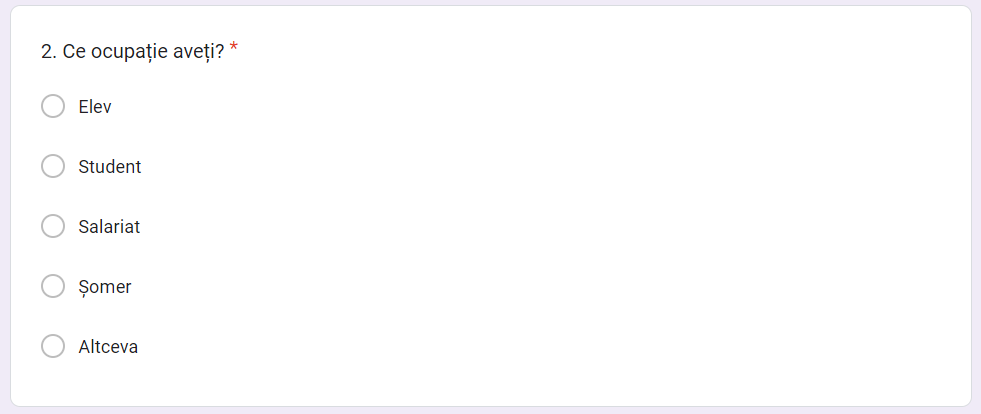 2. Ce ocupație aveți? *
Elev
Student
Salariat
Șomer
Altceva